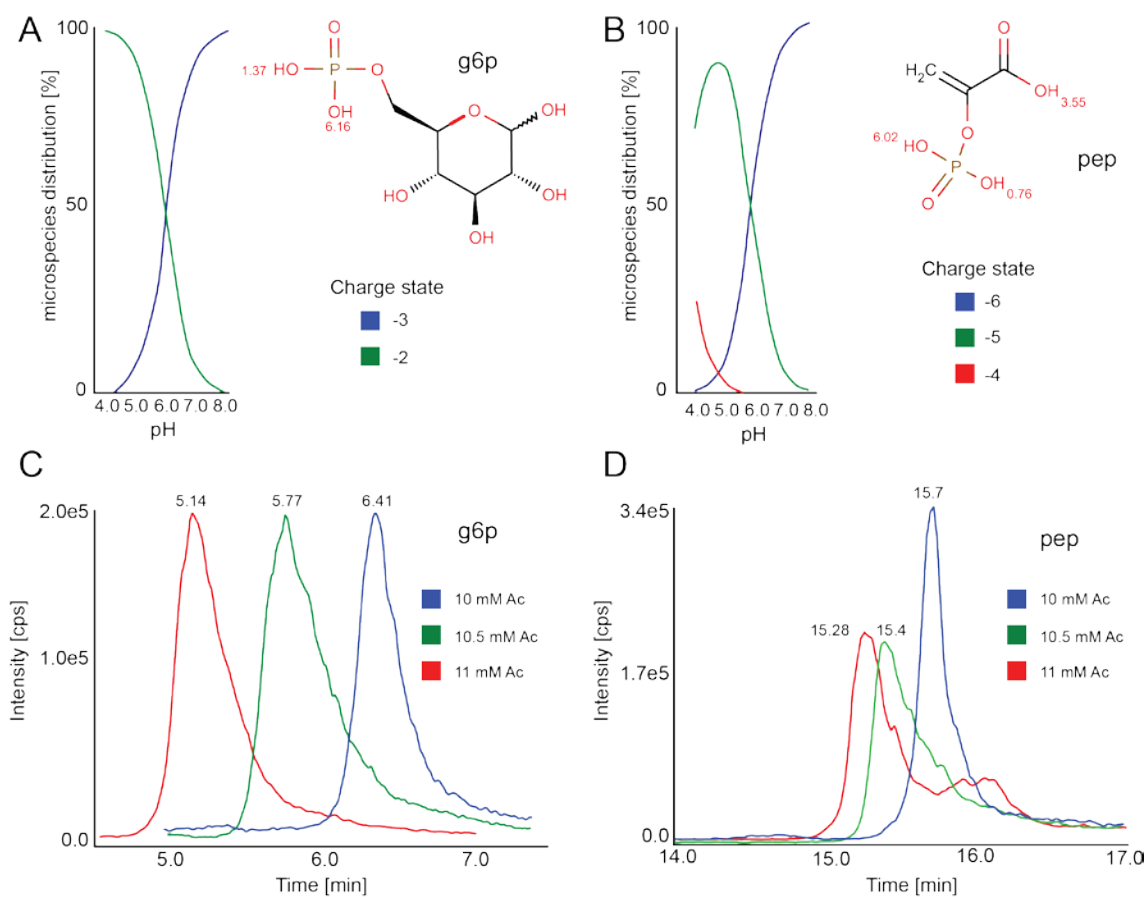 A
microspecies distribution [%]
100
50
0
4.0 5.0 6.0 7.0 8.0
pH
g6p
O
1.37 HO P O
OH
6.16
O OH
HO OH
OH
Charge state
-3
-2
B
microspecies distribution [%]
100
50
0
4.0 5.0 6.0 7.0 8.0
pH
O
H2C
OH 3.55
O
6.02 HO
P
OH 0.76
O
pep
Charge state
-6
-5
-4
C
Intensity [cps]
2.0e5
1.0e5
0.0
5.14 5.77 6.41
g6p
10 mM Ac
10.5 mM Ac
11 mM Ac
5.0 6.0 7.0
Time [min]
D
Intensity [cps]
3.4e5
1.7e5
0.0
15.7
15.28 15.4
pep
10 mM Ac
10.5 mM Ac
11 mM Ac
14.0 15.0 16.0 17.0
Time [min]